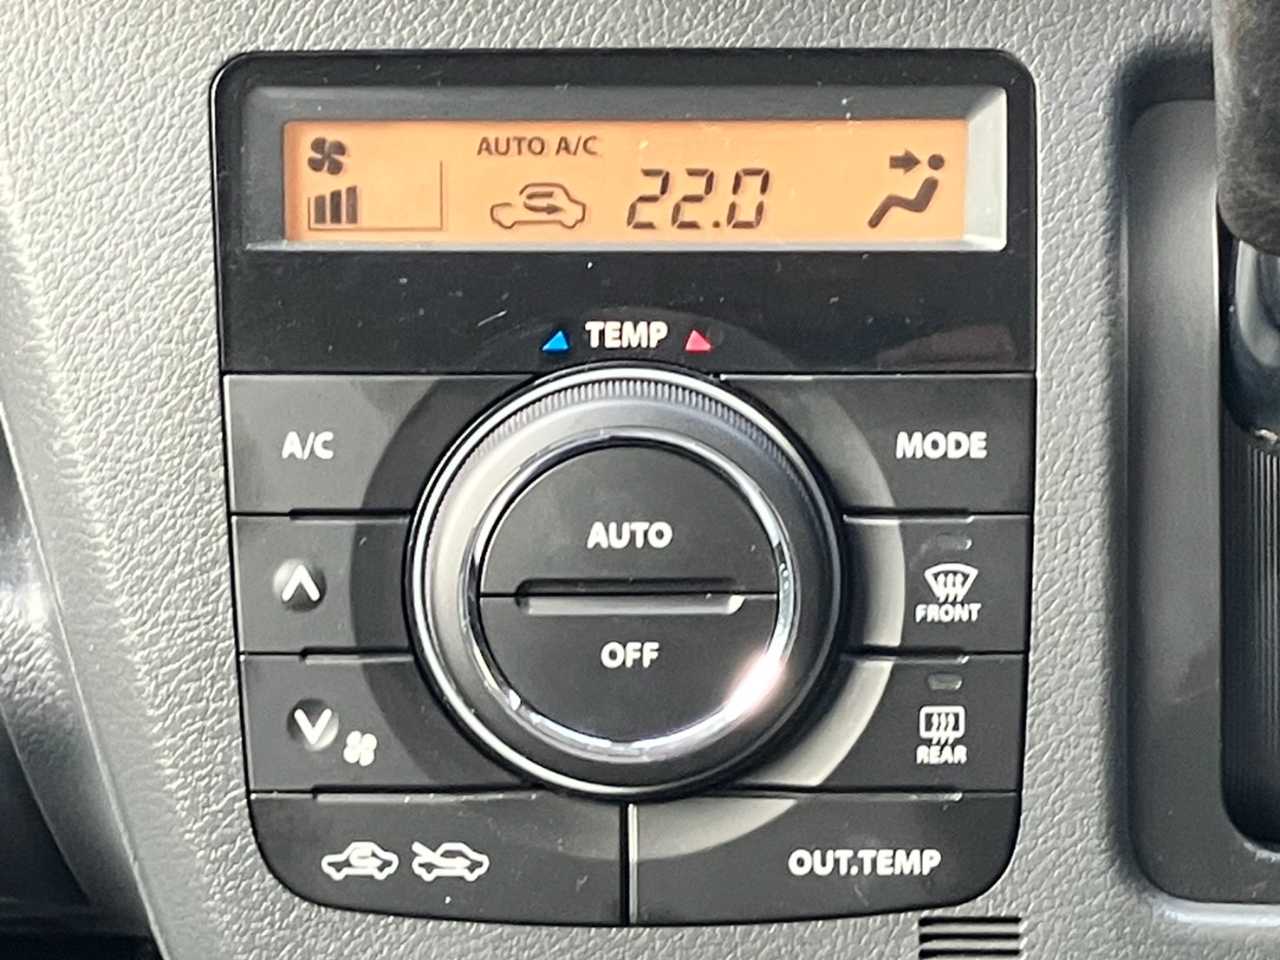 AUTO A/C
22.0
TEMP
A/C
MODE
AUTO
FRONT
OFF
REAR
OUT.TEMP